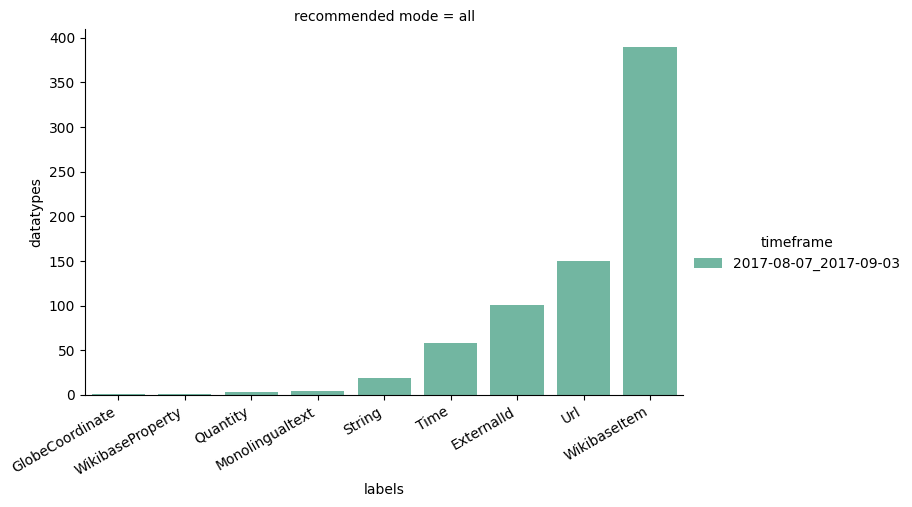 recommended mode = all
400
350
300
250
200
150
100
50
0
datatypes
GlobeCoordinate
WikibaseProperty
Quantity
Monolingualtext
String
Time
ExternalId
Url
WikibaseItem
labels
timeframe
2017-08-07_2017-09-03